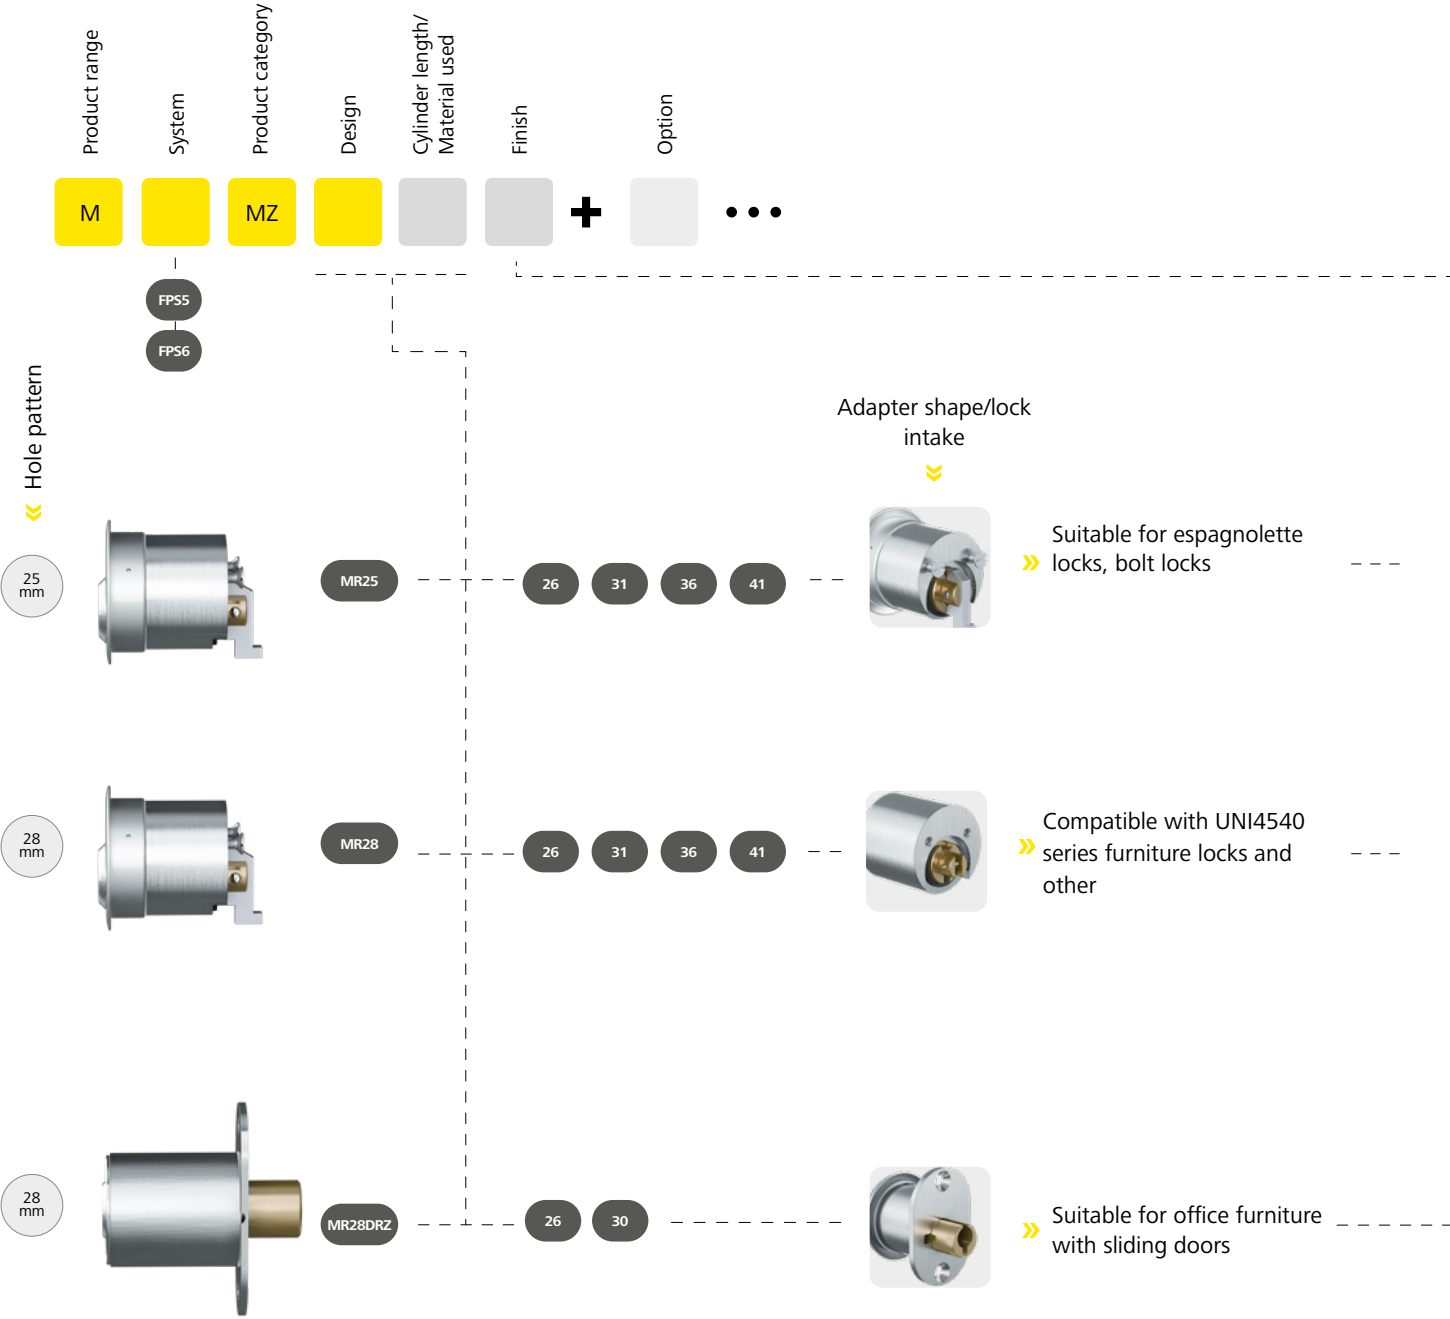 Product range
System
Product category
Design
Cylinder length/
Material used
Finish
Option
M
MZ
FPS5
FPS6
Hole pattern
Adapter shape/lock
intake
25
mm
MR25
26
31
36
41
Suitable for espagnolette
locks, bolt locks
28
mm
MR28
26
31
36
41
Compatible with UNI4540
series furniture locks and
other
28
mm
MR28DRZ
26
30
Suitable for office furniture
with sliding doors